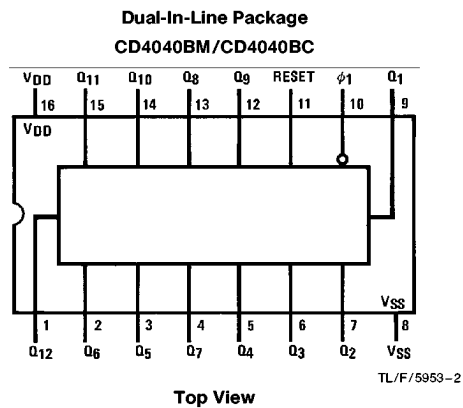 Dual-In-Line Package
CD4040BM/CD4040BC
VDD Q11 Q10 Q8 Q9 RESET ϕ1 Q1
16 15 14 13 12 11 10 9
VDD
VSS
1 2 3 4 5 6 7 8
Q12 Q6 Q5 Q7 Q4 Q3 Q2 VSS
TL/F/5953–2
Top View